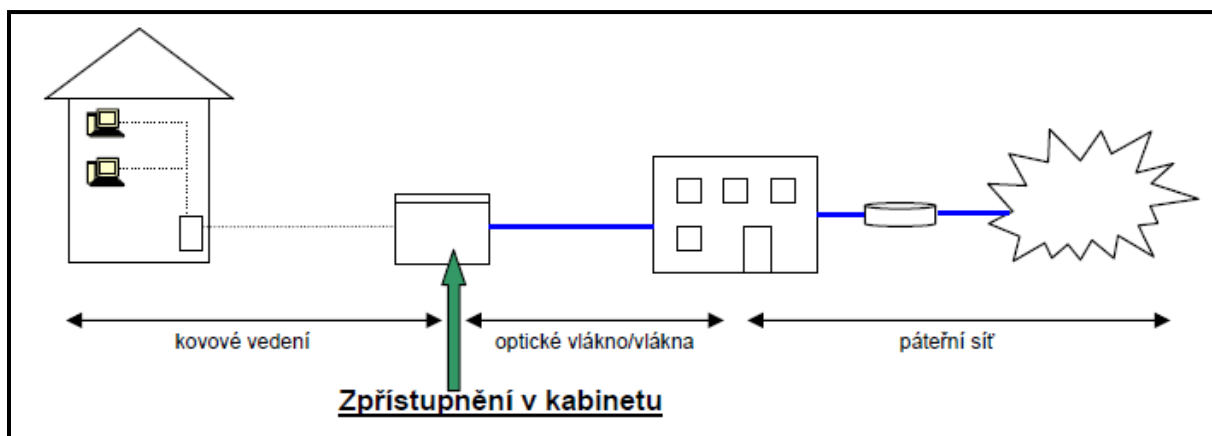 kovové vedení
optické vlákno/vlákna
páteřní síť
Zpřístupnění v kabinetu